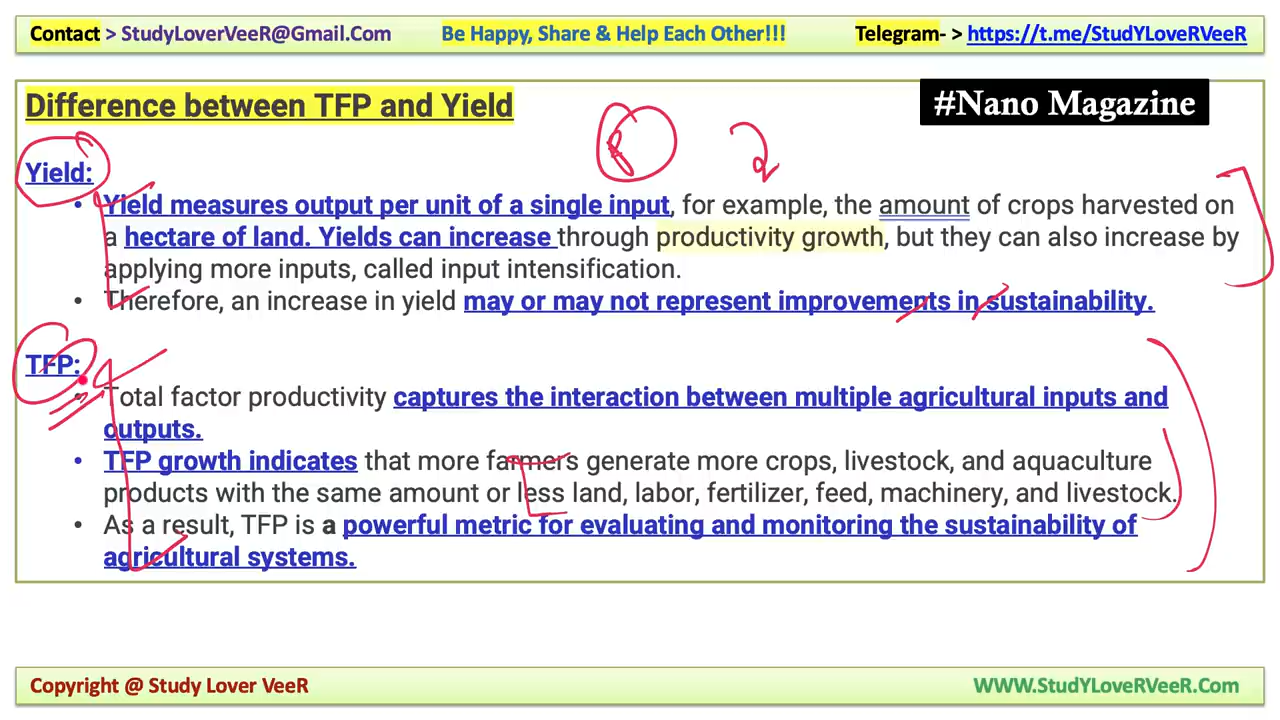 Contact > StudyLoverVeeR@Gmail.Com Be Happy, Share & Help Each Other!!! Telegram- > https://t.me/StudYLoveRVeeR
Difference between TFP and Yield
#Nano Magazine
2
Yield:
• Yield measures output per unit of a single input, for example, the amount of crops harvested on
a hectare of land. Yields can increase through productivity growth, but they can also increase by
applying more inputs, called input intensification.
• Therefore, an increase in yield may or may not represent improvements in sustainability.
TFP:
• Total factor productivity captures the interaction between multiple agricultural inputs and
outputs.
• TFP growth indicates that more farmers generate more crops, livestock, and aquaculture
products with the same amount or less land, labor, fertilizer, feed, machinery, and livestock.
• As a result, TFP is a powerful metric for evaluating and monitoring the sustainability of
agricultural systems.
Copyright @ Study Lover VeeR WWW.StudYLoveRVeeR.Com